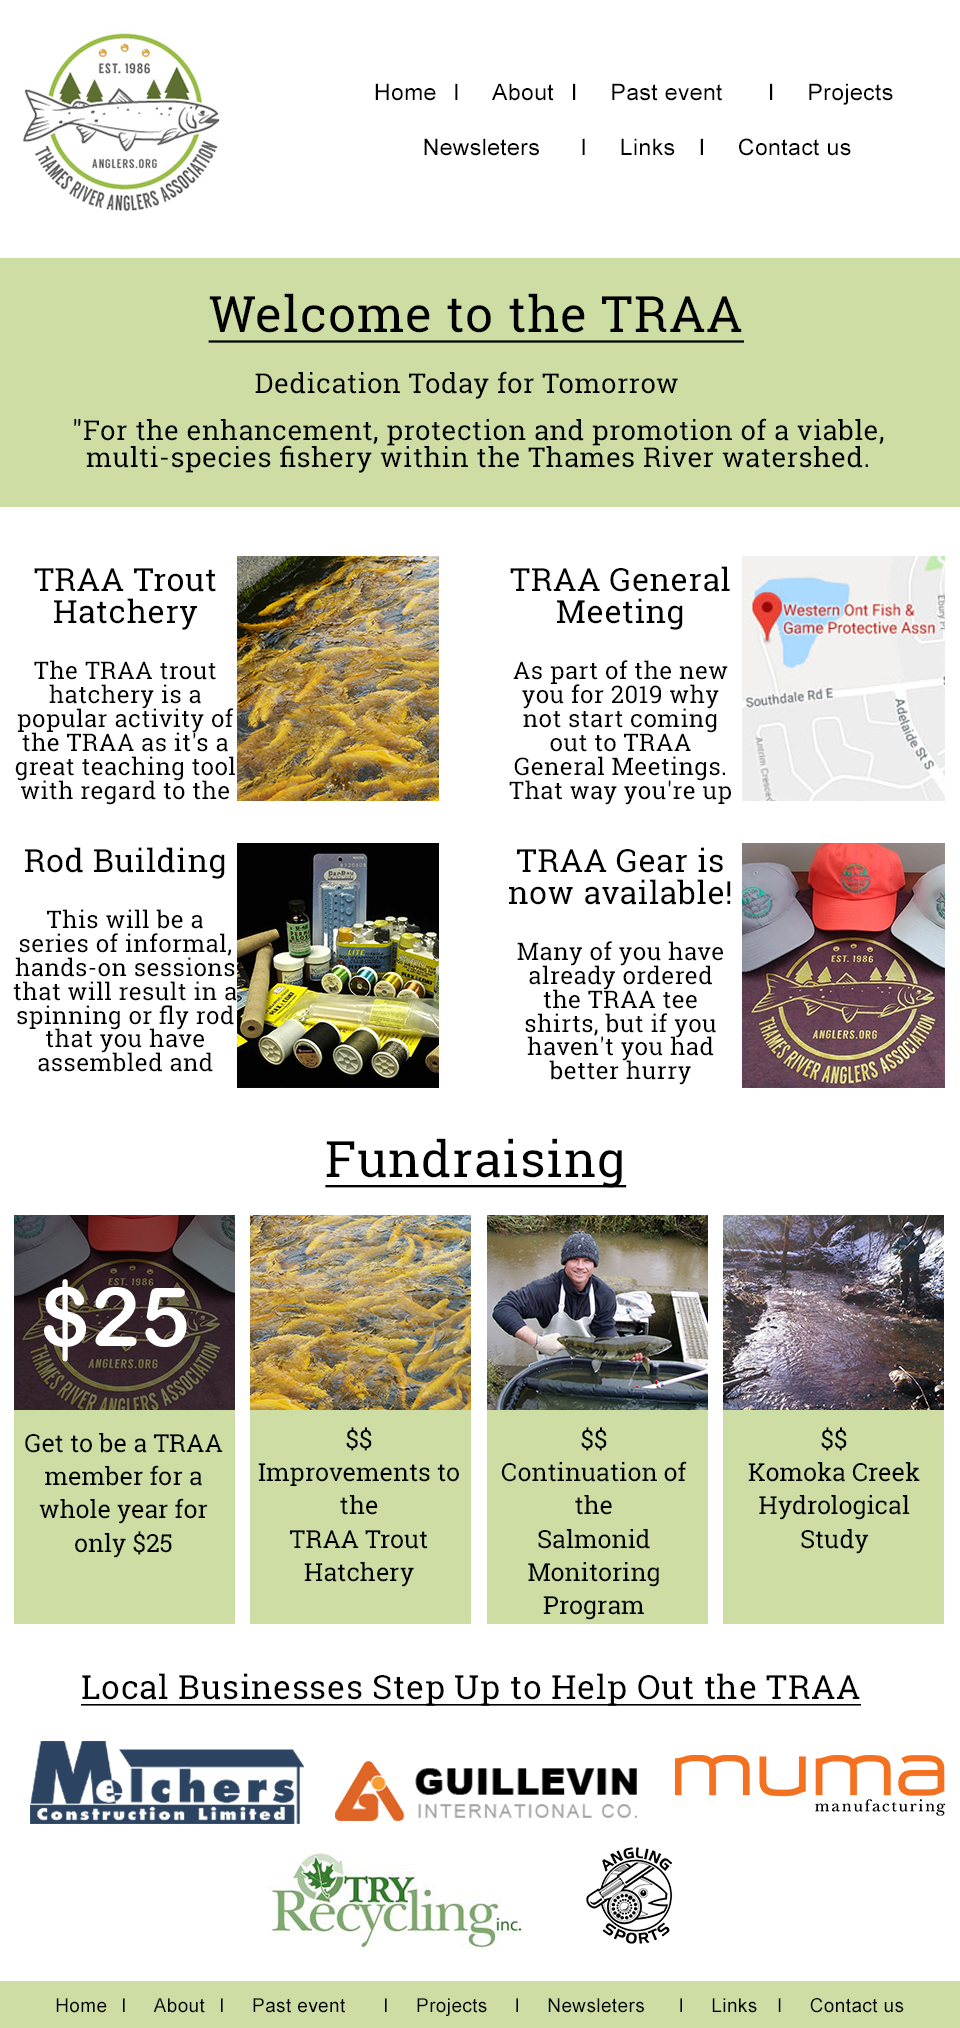 EST. 1986
ANGLERS.ORG
THAMES RIVER ANGLERS ASSOCIATION
Home | About | Past event | Projects
Newsleters | Links | Contact us
Welcome to the TRAA
Dedication Today for Tomorrow
"For the enhancement, protection and promotion of a viable,
multi-species fishery within the Thames River watershed.
TRAA Trout
Hatchery
The TRAA trout
hatchery is a
popular activity of
the TRAA as it's a
great teaching tool
with regard to the
TRAA General
Meeting
As part of the new
you for 2019 why
not start coming
out to TRAA
General Meetings.
That way you're up
Western Ont Fish &
Game Protective Assn
Southdale Rd E
Adelaide St S
Rod Building
This will be a
series of informal,
hands-on sessions
that will result in a
spinning or fly rod
that you have
assembled and
LITE
TRAA Gear is
now available!
Many of you have
already ordered
the TRAA tee
shirts, but if you
haven't you had
better hurry
EST. 1986
ANGLERS.ORG
THAMES RIVER ANGLERS ASSOCIATION
Fundraising
EST. 1986
$25
ANGLERS.ORG
THAMES RIVER ANGLERS ASSOCIATION
Get to be a TRAA
member for a
whole year for
only $25
$$
Improvements to
the
TRAA Trout
Hatchery
$$
Continuation of
the
Salmonid
Monitoring
Program
$$
Komoka Creek
Hydrological
Study
Local Businesses Step Up to Help Out the TRAA
Melchers
Construction Limited
GUILLEVIN
INTERNATIONAL CO.
muma
manufacturing
TRY
Recycling inc.
ANGLING
SPORTS
Home | About | Past event | Projects | Newsleters | Links | Contact us